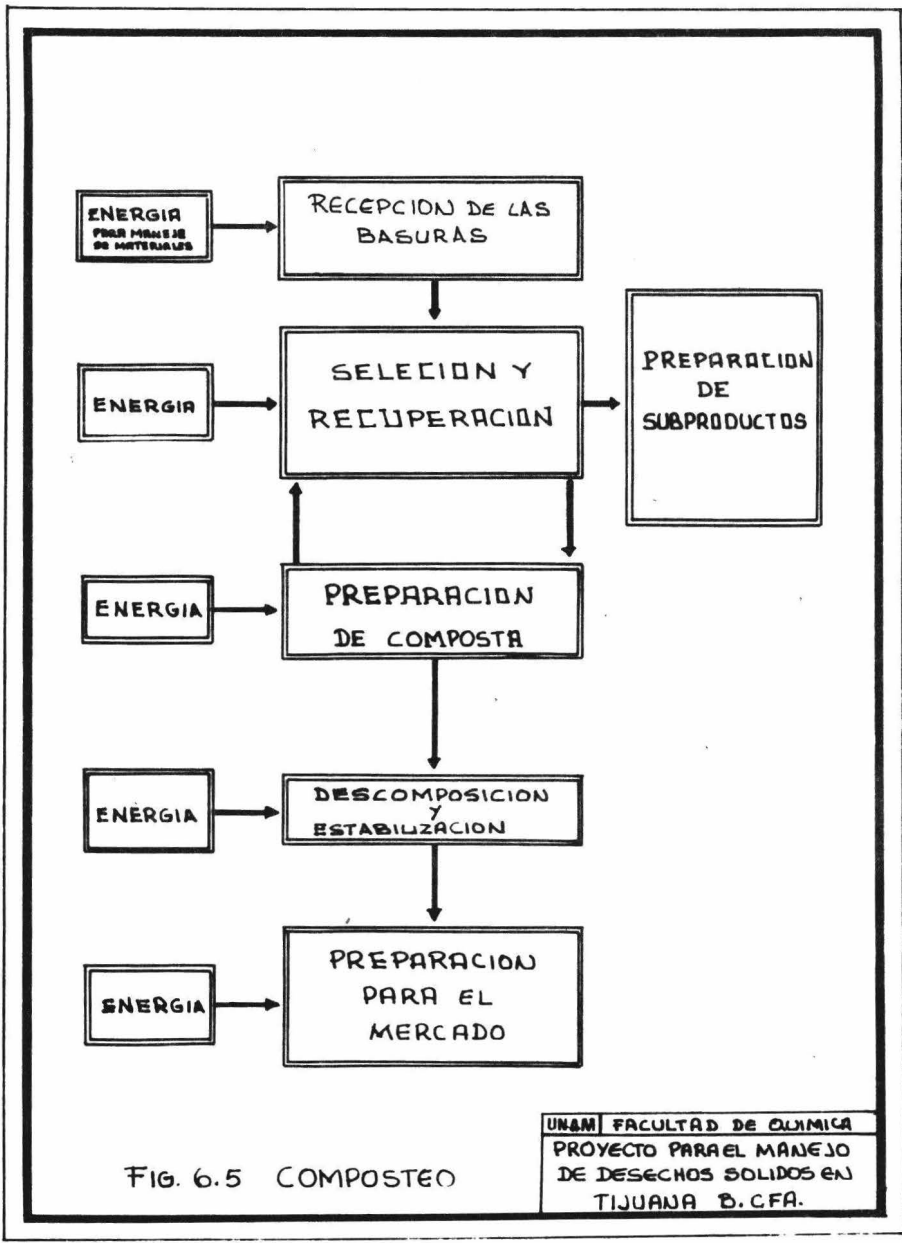 ENERGIA
PARA MANEJE
DE MATERIALES
RECEPCION DE LAS
BASURAS
ENERGIA
SELECION Y
RECUPERACION
PREPARACION
DE
SUBPRODUCTOS
ENERGIA
PREPARACION
DE COMPOSTA
ENERGIA
DESCOMPOSICION
Y
ESTABILIZACION
ENERGIA
PREPARACION
PARA EL
MERCADO
UNAM FACULTAD DE QUIMICA
PROYECTO PARA EL MANEJO
DE DESECHOS SOLIDOS EN
TIJUANA B. CFA.
FIG. 6.5 COMPOSTEO